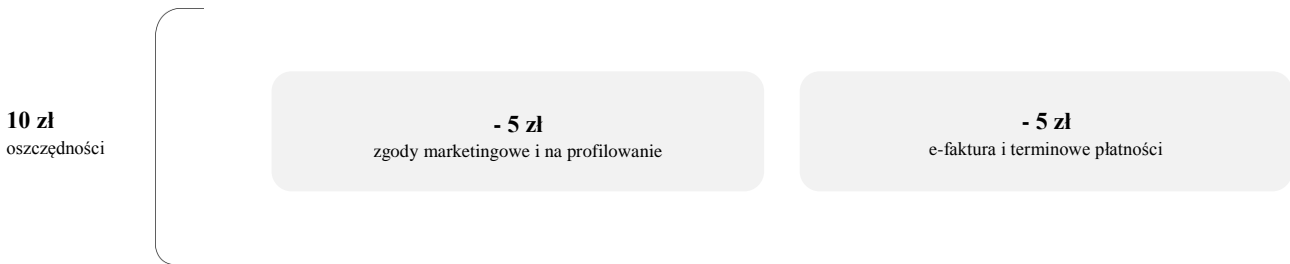 10 zł
oszczędności
- 5 zł
zgody marketingowe i na profilowanie
- 5 zł
e-faktura i terminowe płatności